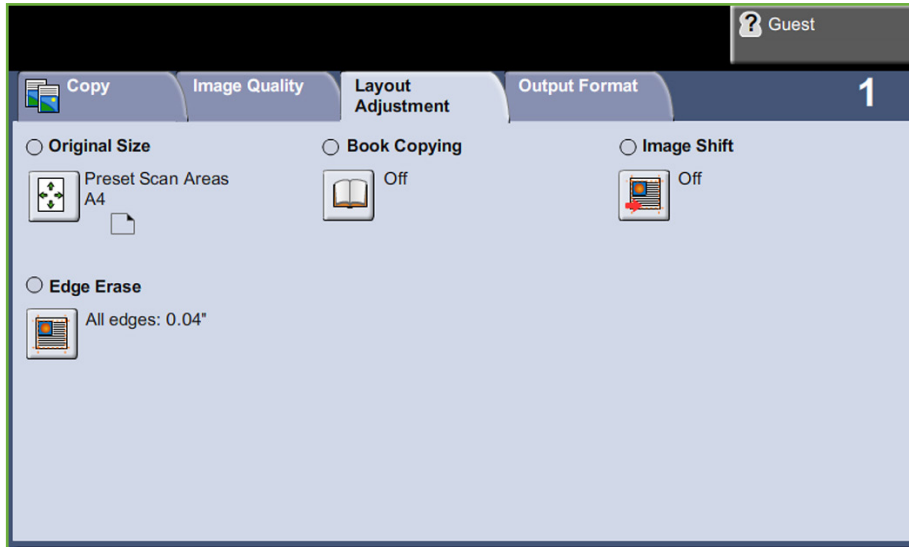 ? Guest
Copy
Image Quality
Layout
Adjustment
Output Format
1
Original Size
Preset Scan Areas
A4
Book Copying
Off
Image Shift
Off
Edge Erase
All edges: 0.04"